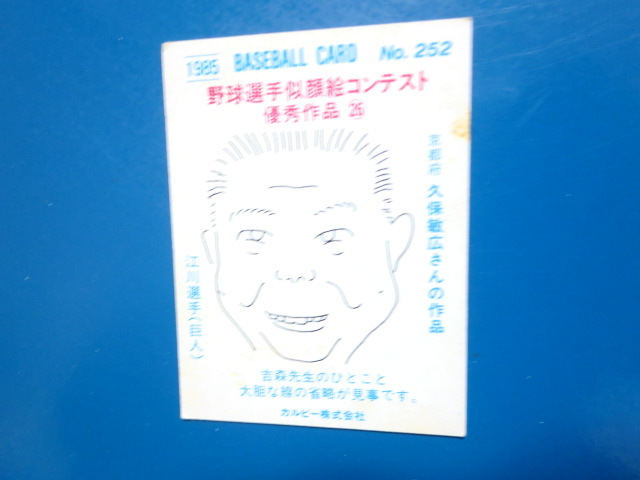 1985 BASEBALL CARD No. 252
野球選手似顔絵コンテスト
優秀作品 26
京都府 久保敏広さんの作品
江川選手(巨人)
吉森先生のひとこと
大胆な線の省略が見事です。
カルビー株式会社